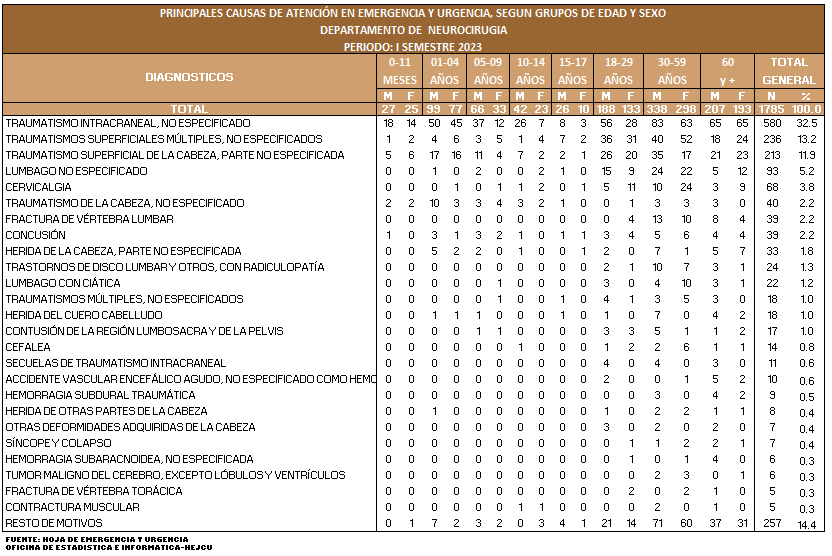 PRINCIPALES CAUSAS DE ATENCIÓN EN EMERGENCIA Y URGENCIA, SEGUN GRUPOS DE EDAD Y SEXO
DEPARTAMENTO DE NEUROCIRUGIA
PERIODO: I SEMESTRE 2023
DIAGNOSTICOS 0-11 MESES 01-04 AÑOS 05-09 AÑOS 10-14 AÑOS 15-17 AÑOS 18-29 AÑOS 30-59 AÑOS 60 y + TOTAL GENERAL
M F M F M F M F M F M F M F M F N %
TOTAL 27 25 99 77 66 33 42 23 26 10 188 133 338 298 207 193 1785 100.0
TRAUMATISMO INTRACRANEAL, NO ESPECIFICADO 18 14 50 45 37 12 26 7 8 3 56 28 83 63 65 65 580 32.5
TRAUMATISMOS SUPERFICIALES MÚLTIPLES, NO ESPECIFICADOS 1 2 4 6 3 5 1 4 7 2 36 31 40 52 18 24 236 13.2
TRAUMATISMO SUPERFICIAL DE LA CABEZA, PARTE NO ESPECIFICADA 5 6 17 16 11 4 7 2 2 1 26 20 35 17 21 23 213 11.9
LUMBAGO NO ESPECIFICADO 0 0 1 0 2 0 0 2 1 0 15 9 24 22 5 12 93 5.2
CERVICALGIA 0 0 0 1 0 1 1 2 0 1 5 11 10 24 3 9 68 3.8
TRAUMATISMO DE LA CABEZA, NO ESPECIFICADO 2 2 10 3 3 4 3 2 1 0 0 1 3 3 3 0 40 2.2
FRACTURA DE VÉRTEBRA LUMBAR 0 0 0 0 0 0 0 0 0 0 0 4 13 10 8 4 39 2.2
CONCUSIÓN 1 0 3 1 3 2 1 0 1 1 3 4 5 6 4 4 39 2.2
HERIDA DE LA CABEZA, PARTE NO ESPECIFICADA 0 0 5 2 2 0 1 0 0 1 2 0 7 1 5 7 33 1.8
TRASTORNOS DE DISCO LUMBAR Y OTROS, CON RADICULOPATÍA 0 0 0 0 0 0 0 0 0 0 2 1 10 7 3 1 24 1.3
LUMBAGO CON CIÁTICA 0 0 0 0 0 1 0 0 0 0 3 0 4 10 3 1 22 1.2
TRAUMATISMOS MÚLTIPLES, NO ESPECIFICADOS 0 0 0 0 0 1 0 0 1 0 4 1 3 5 3 0 18 1.0
HERIDA DEL CUERO CABELLUDO 0 0 1 1 1 0 0 0 1 0 3 1 7 0 4 2 18 1.0
CONTUSIÓN DE LA REGIÓN LUMBOSACRA Y DE LA PELVIS 0 0 0 0 1 1 0 0 0 0 3 3 5 1 1 2 17 1.0
CEFALEA 0 0 0 0 0 0 1 0 0 0 1 2 2 6 1 1 14 0.8
SECUELAS DE TRAUMATISMO INTRACRANEAL 0 0 0 0 0 0 0 0 0 0 4 0 4 0 3 0 11 0.6
ACCIDENTE VASCULAR ENCEFÁLICO AGUDO, NO ESPECIFICADO COMO HEMO 0 0 0 0 0 0 0 0 0 0 2 0 0 1 5 2 10 0.6
HEMORRAGIA SUBDURAL TRAUMÁTICA 0 0 0 0 0 0 0 0 0 0 0 0 3 0 4 2 9 0.5
HERIDA DE OTRAS PARTES DE LA CABEZA 0 0 1 0 0 0 0 0 0 0 1 0 2 2 1 1 8 0.4
OTRAS DEFORMIDADES ADQUIRIDAS DE LA CABEZA 0 0 0 0 0 0 0 0 0 0 3 0 2 0 2 0 7 0.4
SÍNCOPE Y COLAPSO 0 0 0 0 0 0 0 0 0 0 0 1 1 2 2 1 7 0.4
HEMORRAGIA SUBARACNOIDEA, NO ESPECIFICADA 0 0 0 0 0 0 0 0 0 0 0 1 0 1 4 0 6 0.3
TUMOR MALIGNO DEL CEREBRO, EXCEPTO LÓBULOS Y VENTRÍCULOS 0 0 0 0 0 0 0 0 0 0 0 0 2 3 0 1 6 0.3
FRACTURA DE VÉRTEBRA TORÁCICA 0 0 0 0 0 0 0 0 0 0 0 2 0 2 1 0 5 0.3
CONTRACTURA MUSCULAR 0 0 0 0 0 0 1 1 0 0 0 0 2 0 1 0 5 0.3
RESTO DE MOTIVOS 0 1 7 2 3 2 0 3 4 1 21 14 71 60 37 31 257 14.4
FUENTE: HOJA DE EMERGENCIA Y URGENCIA
OFICINA DE ESTADISTICA E INFORMATICA-HEJCU